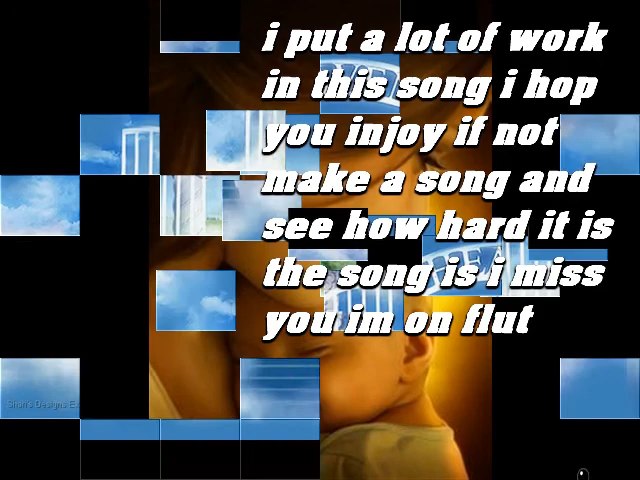 i put a lot of work
in this song i hop
you injoy if not
make a song and
see how hard it is
the song is i miss
you im on flut